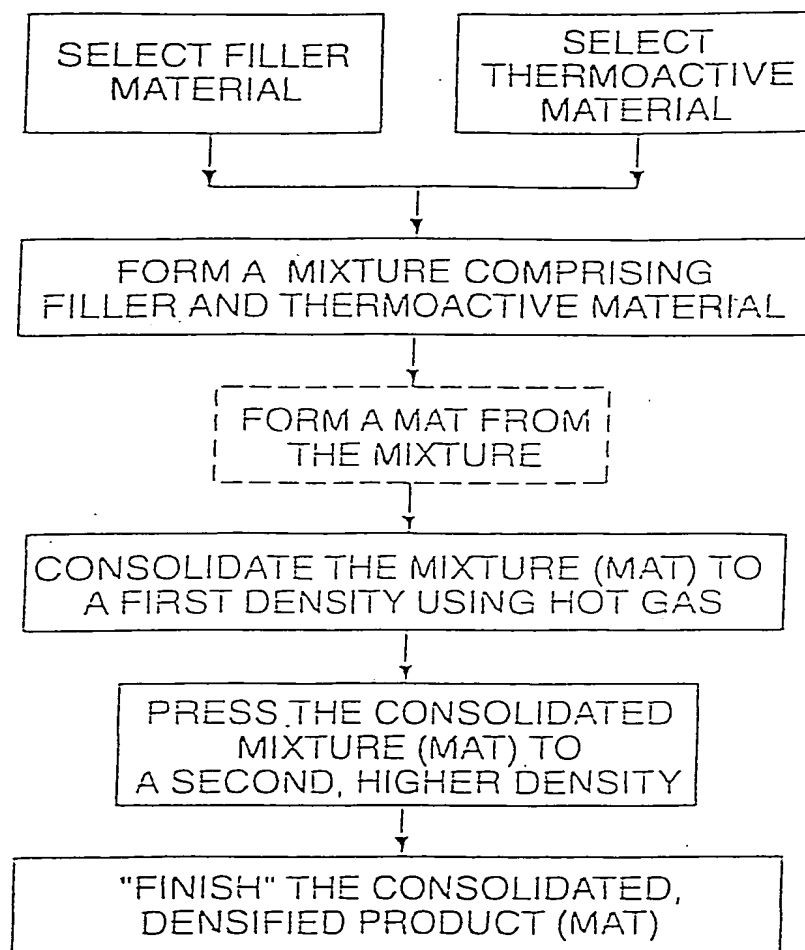 SELECT FILLER
MATERIAL
SELECT
THERMOACTIVE
MATERIAL
FORM A MIXTURE COMPRISING
FILLER AND THERMOACTIVE MATERIAL
FORM A MAT FROM
THE MIXTURE
CONSOLIDATE THE MIXTURE (MAT) TO
A FIRST DENSITY USING HOT GAS
PRESS THE CONSOLIDATED
MIXTURE (MAT) TO
A SECOND, HIGHER DENSITY
"FINISH" THE CONSOLIDATED,
DENSIFIED PRODUCT (MAT)